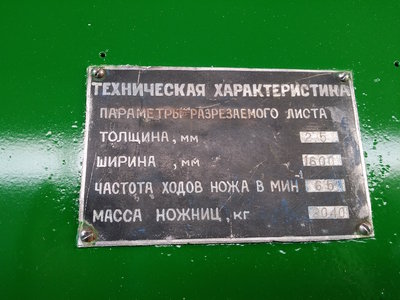 ТЕХНИЧЕСКАЯ ХАРАКТЕРИСТИКА
ПАРАМЕТРЫ РАЗРЕЗАЕМОГО ЛИСТА
ТОЛЩИНА, ММ 2.5
ШИРИНА, ММ 1600
ЧАСТОТА ХОДОВ НОЖА В МИН
МАССА НОЖНИЦ, КГ